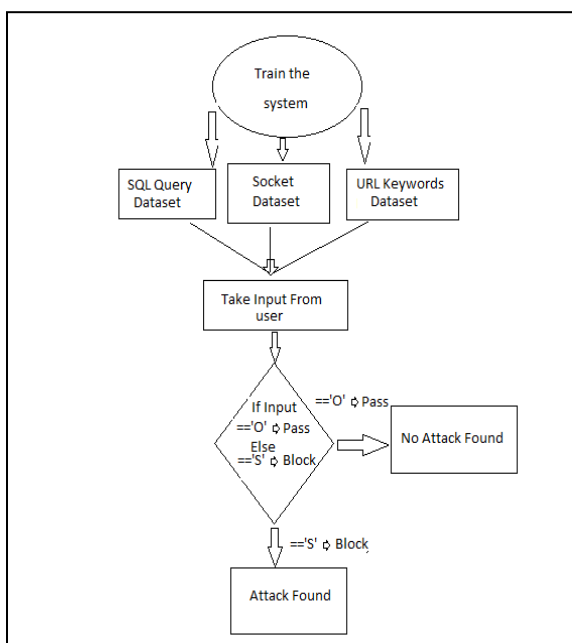 Train the
system
SQL Query
Dataset
Socket
Dataset
URL Keywords
Dataset
Take Input From
user
If Input
=='O' ⇨ Pass
Else
=='S' ⇨ Block
=='O' ⇨ Pass
No Attack Found
=='S' ⇨ Block
Attack Found